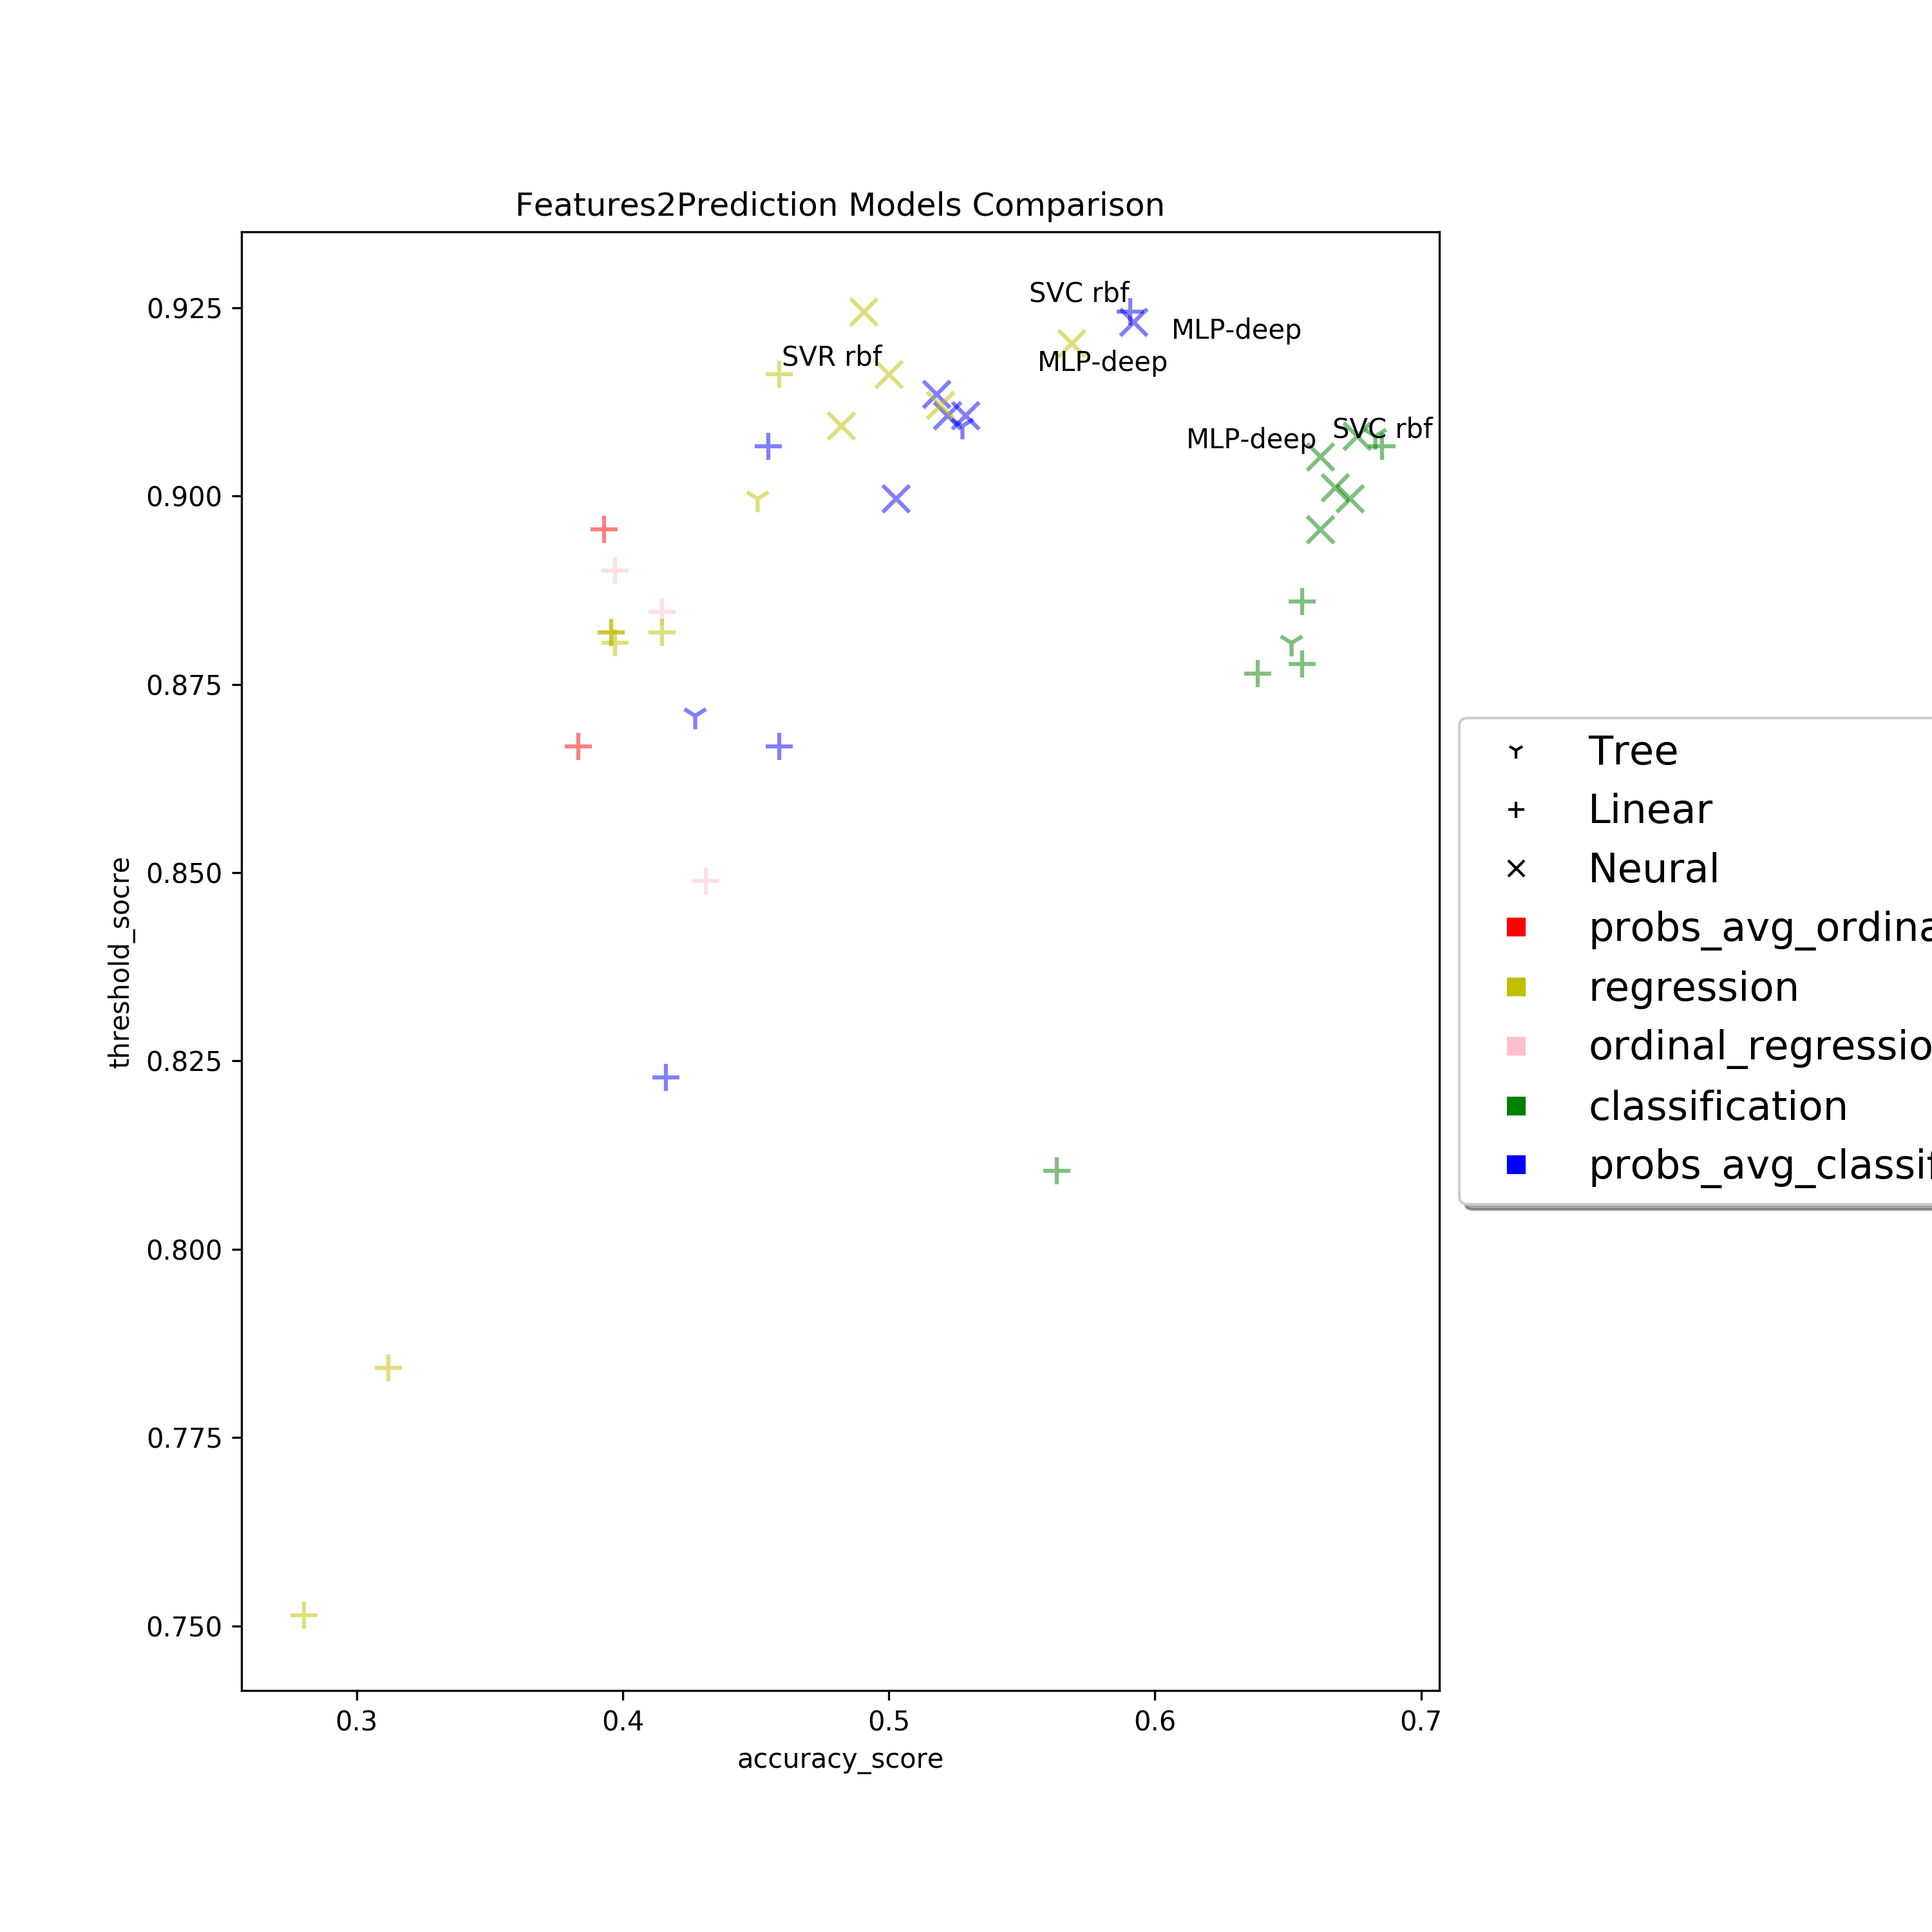 Features2Prediction Models Comparison
0.925
0.900
0.875
0.850
0.825
0.800
0.775
0.750
threshold_socre
SVC rbf
MLP-deep
SVR rbf
MLP-deep
SVC rbf
MLP-deep
0.3 0.4 0.5 0.6 0.7
accuracy_score
Tree
Linear
Neural
probs_avg_ordina
regression
ordinal_regressio
classification
probs_avg_classif